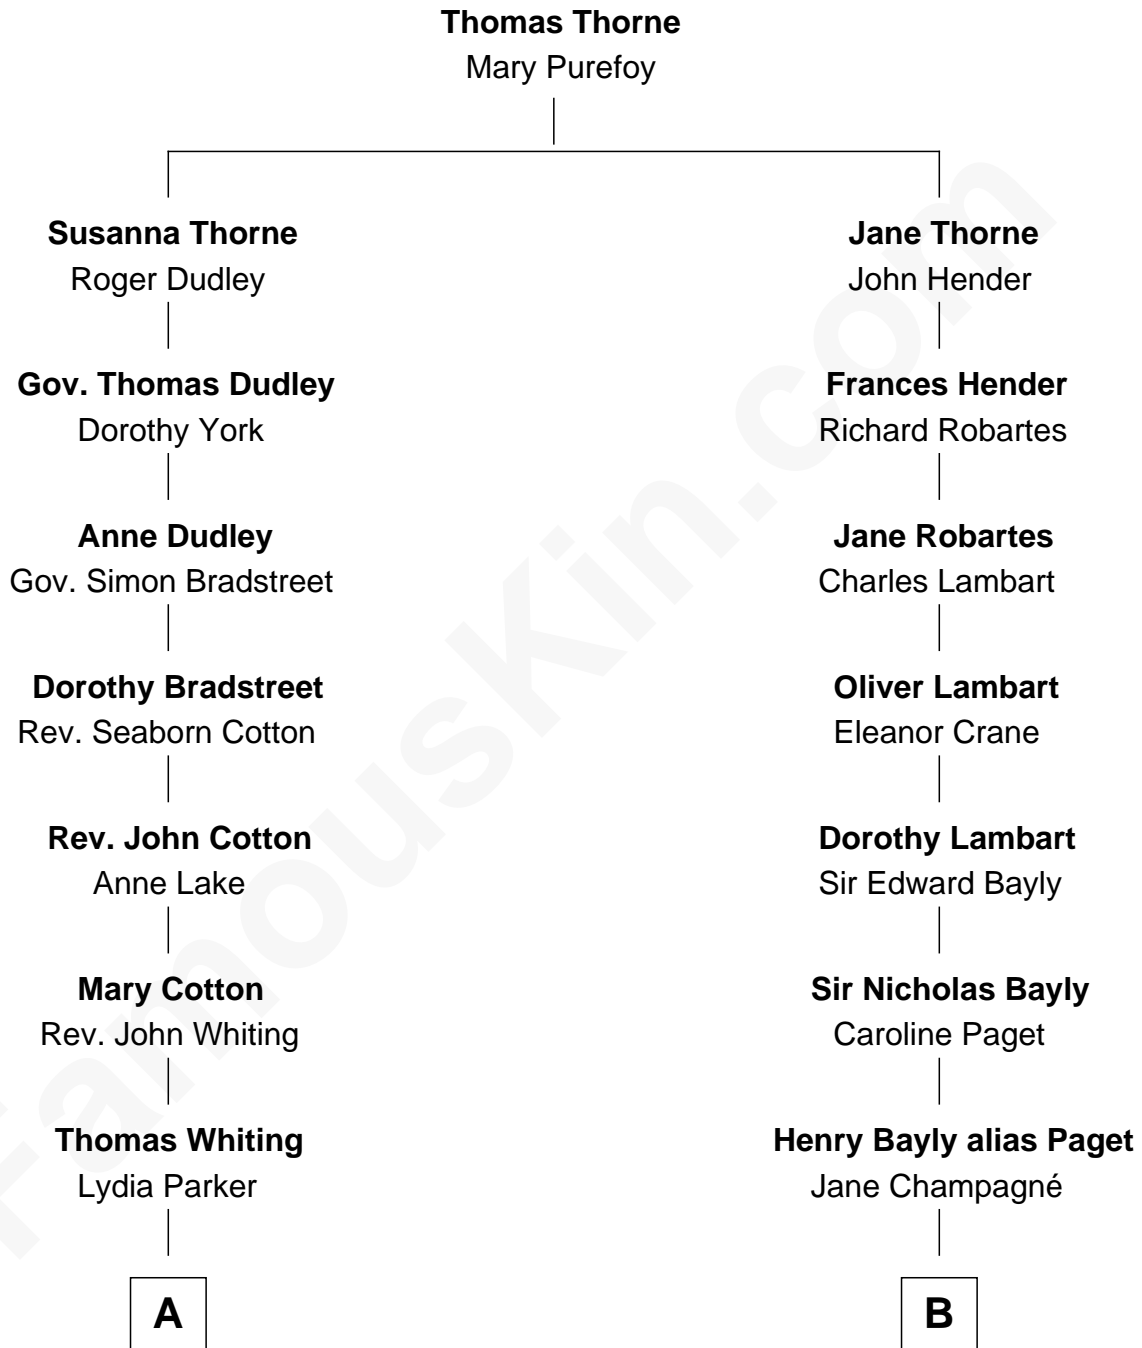 Thomas Thorne
Mary Purefoy
Susanna Thorne
Roger Dudley
Jane Thorne
John Hender
Gov. Thomas Dudley
Dorothy York
Frances Hender
Richard Robartes
Anne Dudley
Gov. Simon Bradstreet
Jane Robartes
Charles Lambart
Dorothy Bradstreet
Rev. Seaborn Cotton
Oliver Lambart
Eleanor Crane
Rev. John Cotton
Anne Lake
Dorothy Lambart
Sir Edward Bayly
Mary Cotton
Rev. John Whiting
Sir Nicholas Bayly
Caroline Paget
Thomas Whiting
Lydia Parker
Henry Bayly alias Paget
Jane Champagné
A
B
FamousKin.com